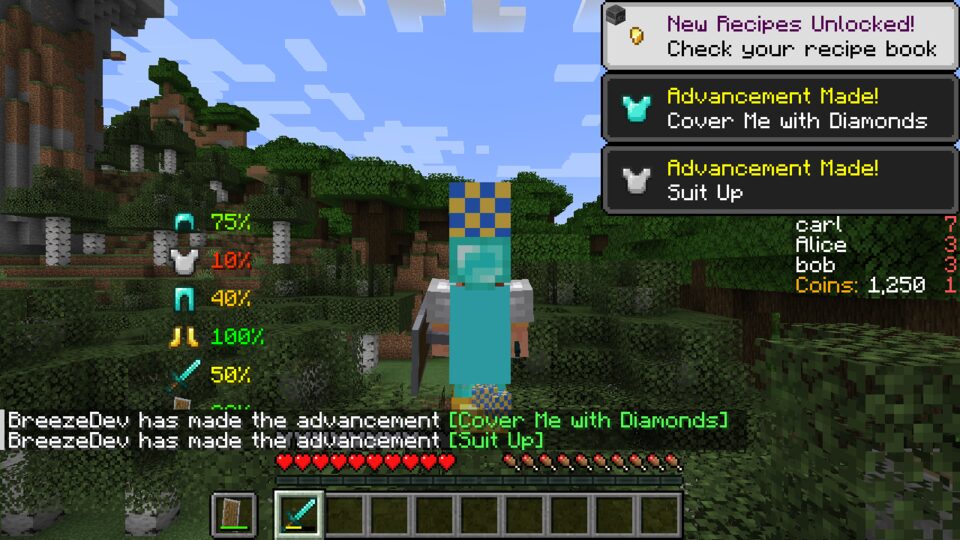 New Recipes Unlocked!
Check your recipe book
Advancement Made!
Cover Me with Diamonds
Advancement Made!
Suit Up
carl 7
Alice 3
bob 3
Coins: 1,250 1
75%
10%
40%
100%
50%
BreezeDev has made the advancement [Cover Me with Diamonds]
BreezeDev has made the advancement [Suit Up]